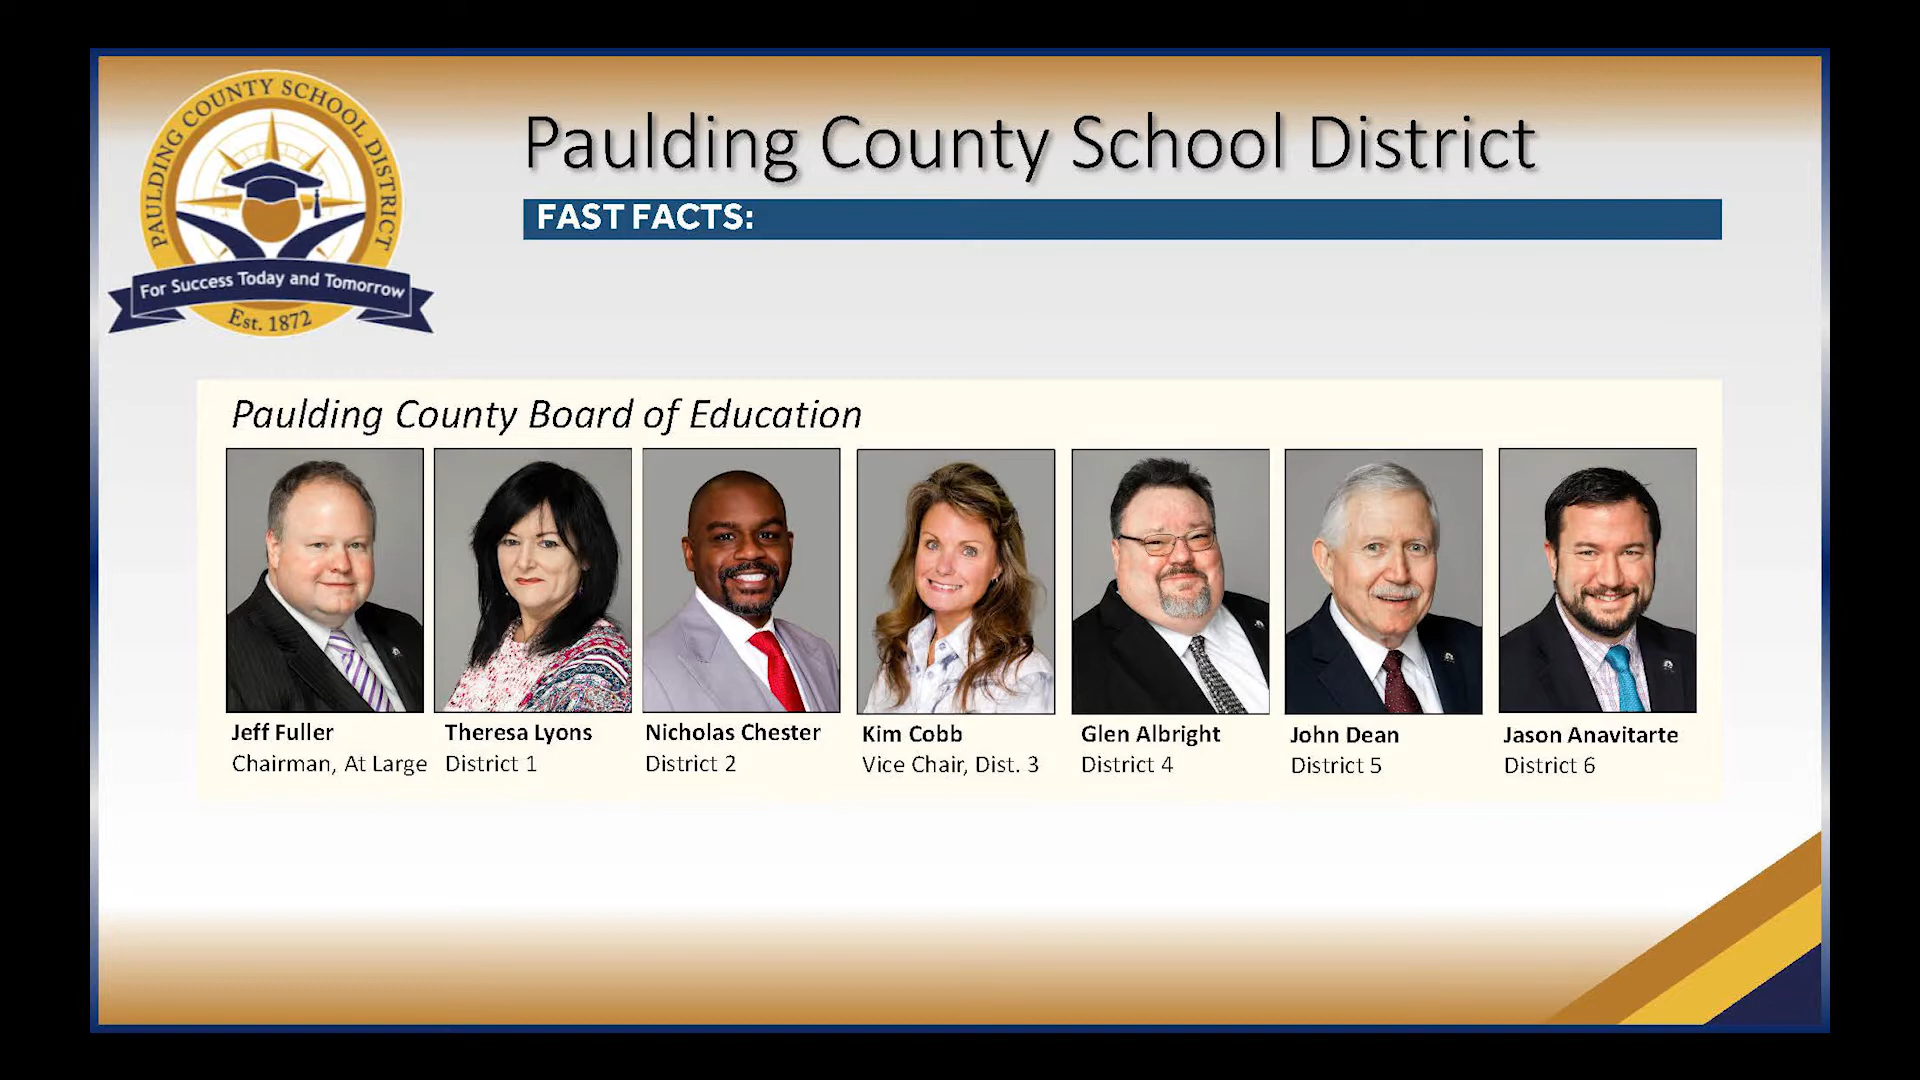 PAULDING COUNTY SCHOOL DISTRICT
For Success Today and Tomorrow
Est. 1872
Paulding County School District
FAST FACTS:
Paulding County Board of Education
Jeff Fuller
Chairman, At Large
Theresa Lyons
District 1
Nicholas Chester
District 2
Kim Cobb
Vice Chair, Dist. 3
Glen Albright
District 4
John Dean
District 5
Jason Anavitarte
District 6